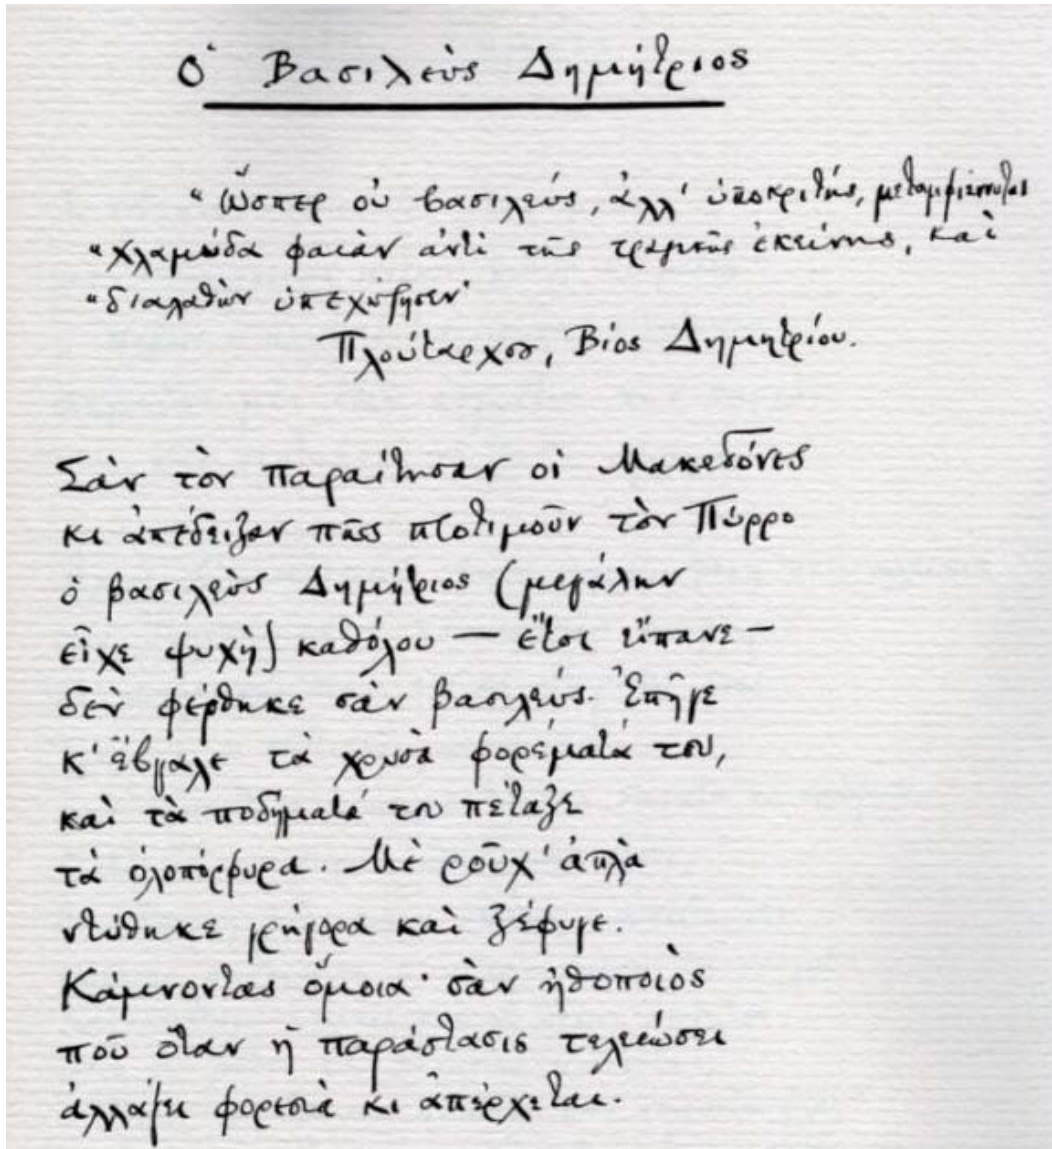 Ὁ Βασιλεὺς Δημήτριος
“Ὥσπερ οὐ βασιλεύς, ἀλλ’ ὑποκριτής, μεταμφιέννυται
“χλαμύδα φαιὰν ἀντὶ τῆς τραγικῆς ἐκείνης, καὶ
“διαλαθὼν ὑπεχώρησεν·
Πλούταρχος, Βίος Δημητρίου.
Σὰν τὸν παραίτησαν οἱ Μακεδόνες
κι ἀπέδειξαν πῶς προτιμοῦν τὸν Πύρρο
ὁ βασιλεὺς Δημήτριος (μεγάλην
εἶχε ψυχὴ) καθόλου — ἔτσι εἴπανε —
δὲν φέρθηκε σὰν βασιλεύς. Ἐπῆγε
κ’ ἔβγαλε τὰ χρυσὰ φορέματά του,
καὶ τὰ ποδήματά του πέταξε
τὰ ὁλοπόρφυρα. Μὲ ροῦχ’ ἁπλὰ
ντύθηκε γρήγορα καὶ ξέφυγε.
Κάμνοντας ὅμοια· σὰν ἠθοποιὸς
ποῦ ὅταν ἡ παράστασις τελειώσει
ἀλλάζει φορεσιὰ κι ἀπέρχεται.